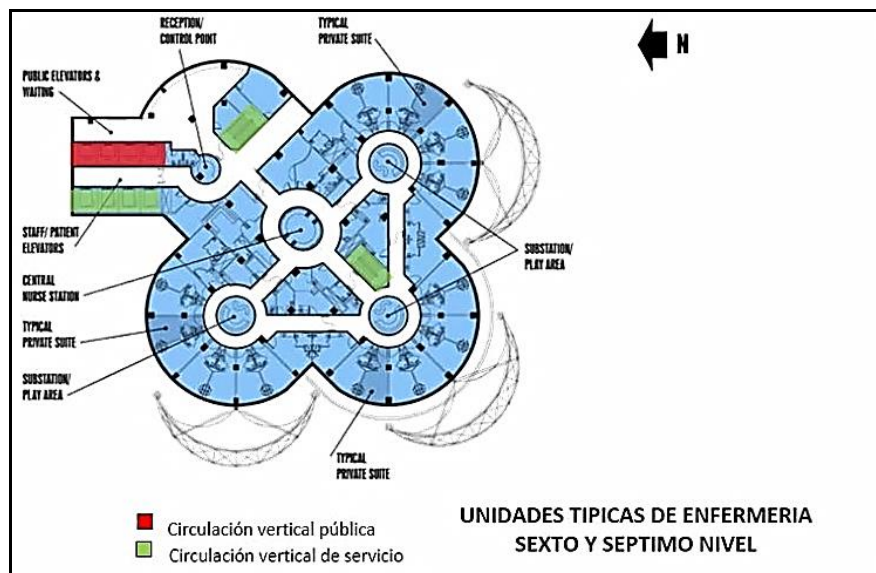 RECEPTION/
CONTROL POINT
TYPICAL
PRIVATE SUITE
N
PUBLIC ELEVATORS &
WAITING
STAFF/ PATIENT
ELEVATORS
SUBSTATION/
PLAY AREA
CENTRAL
NURSE STATION
TYPICAL
PRIVATE SUITE
SUBSTATION/
PLAY AREA
TYPICAL
PRIVATE SUITE
Circulación vertical pública
Circulación vertical de servicio
UNIDADES TIPICAS DE ENFERMERIA
SEXTO Y SEPTIMO NIVEL